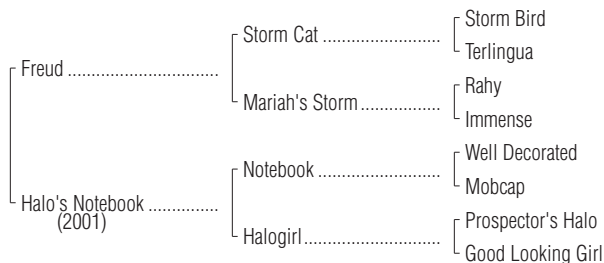 Storm Bird
Storm Cat ........................
Terlingua
Freud ................................
Rahy
Mariah's Storm .................
Immense
Well Decorated
Notebook ..........................
Mobcap
Halo's Notebook ...............
(2001)
Prospector's Halo
Halogirl.............................
Good Looking Girl